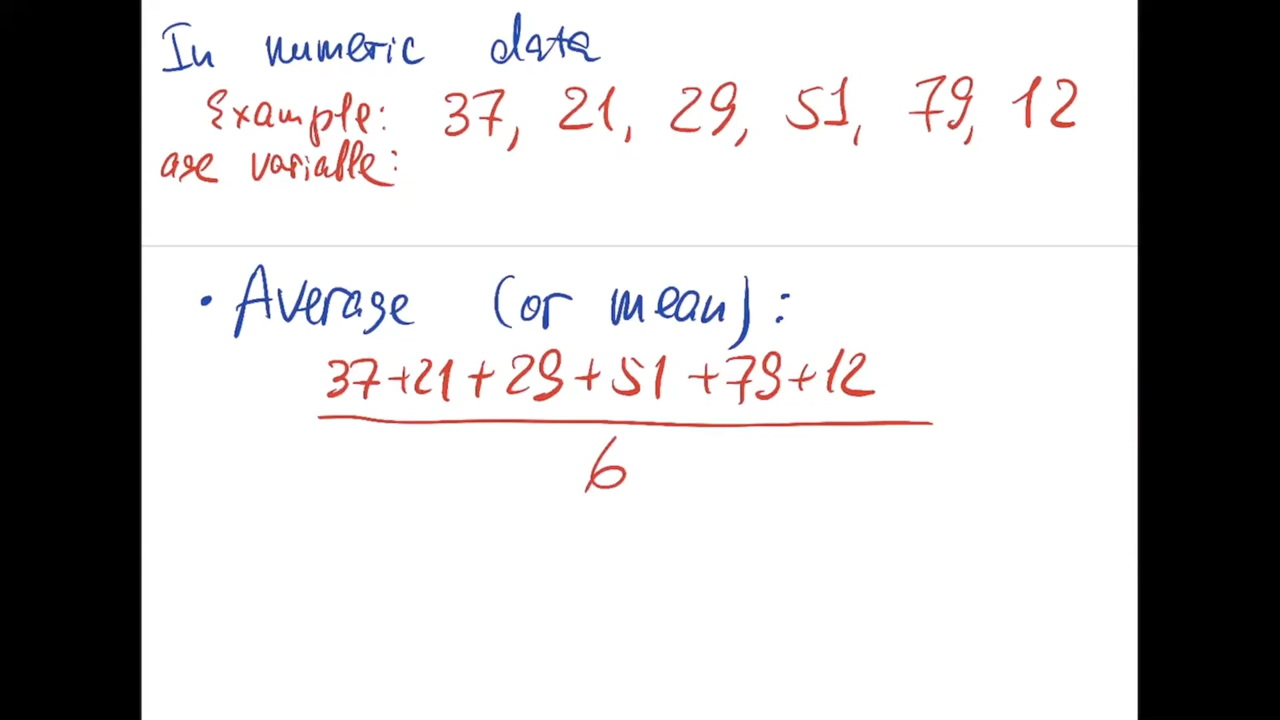 In numeric data
Example: 37, 21, 29, 51, 79, 12
age variable:
• Average (or mean):
37+21+29+51+79+12
6